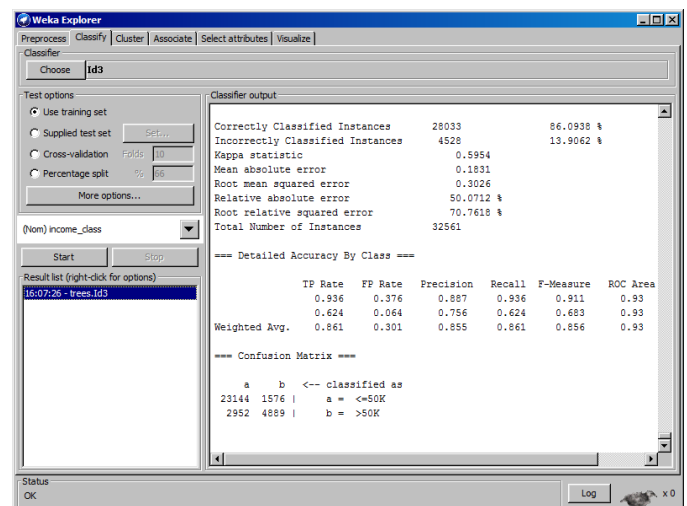 Weka Explorer
Preprocess Classify Cluster Associate Select attributes Visualize
Classifier
Choose Id3
Test options
Use training set
Supplied test set Set...
Cross-validation Folds 10
Percentage split % 66
More options...
(Nom) income_class
Start Stop
Result list (right-click for options)
16:07:26 - trees.Id3
Classifier output
Correctly Classified Instances 28033 86.0938 %
Incorrectly Classified Instances 4528 13.9062 %
Kappa statistic 0.5954
Mean absolute error 0.1831
Root mean squared error 0.3026
Relative absolute error 50.0712 %
Root relative squared error 70.7618 %
Total Number of Instances 32561
=== Detailed Accuracy By Class ===
TP Rate FP Rate Precision Recall F-Measure ROC Area
0.936 0.376 0.887 0.936 0.911 0.93
0.624 0.064 0.756 0.624 0.683 0.93
Weighted Avg. 0.861 0.301 0.855 0.861 0.856 0.93
=== Confusion Matrix ===
a b <-- classified as
23144 1576 | a = <=50K
2952 4889 | b = >50K
Status
OK
Log
x 0